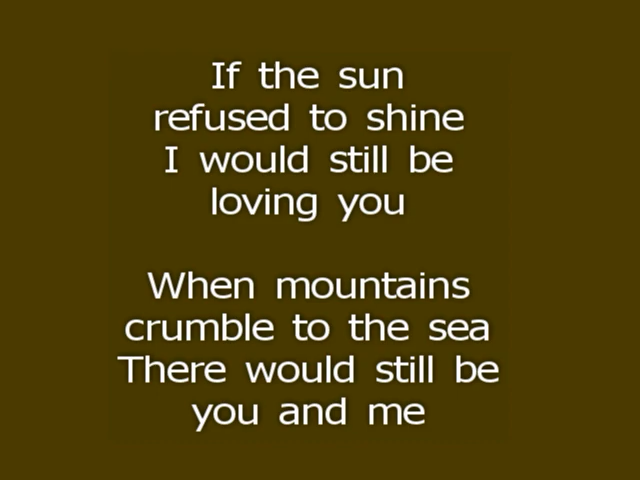 If the sun
refused to shine
I would still be
loving you
When mountains
crumble to the sea
There would still be
you and me